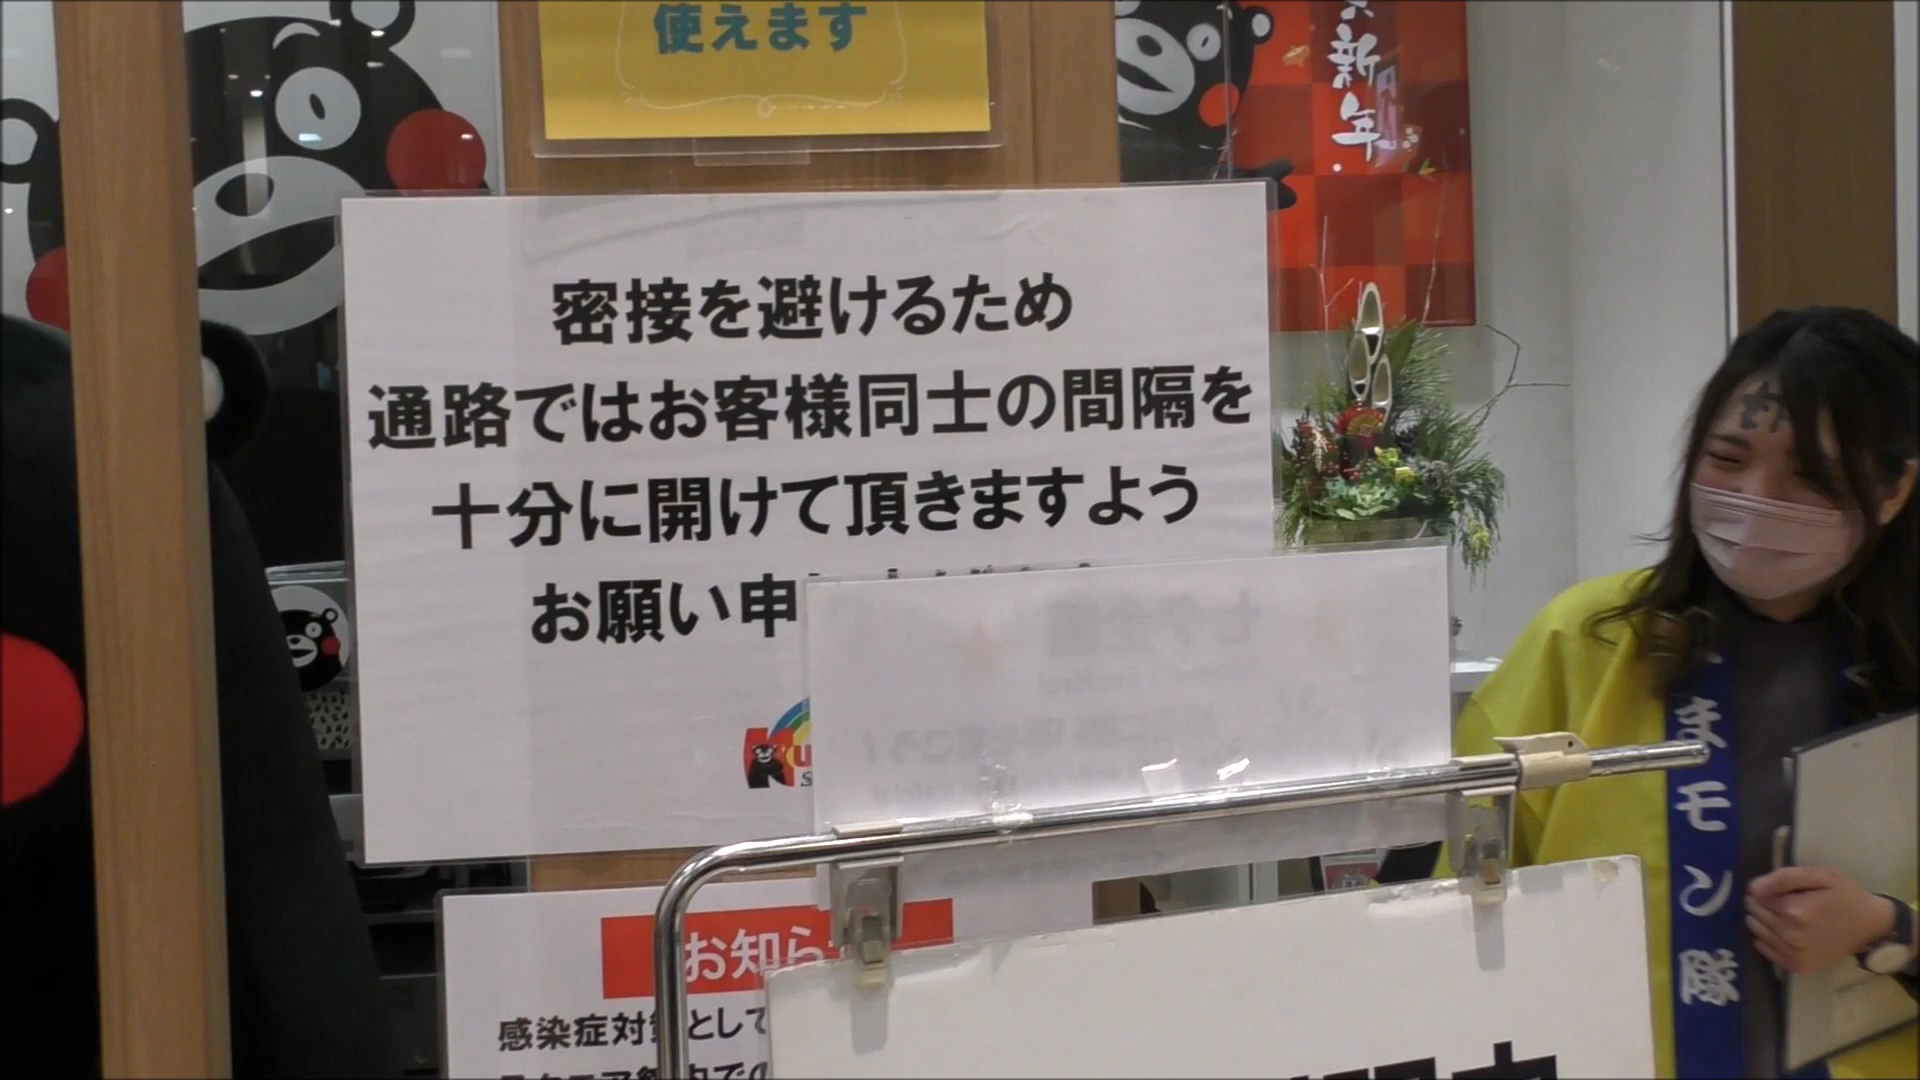 使えます
新年
密接を避けるため
通路ではお客様同士の間隔を
十分に開けて頂きますよう
お願い申
お知ら
感染症対策として
まモン隊